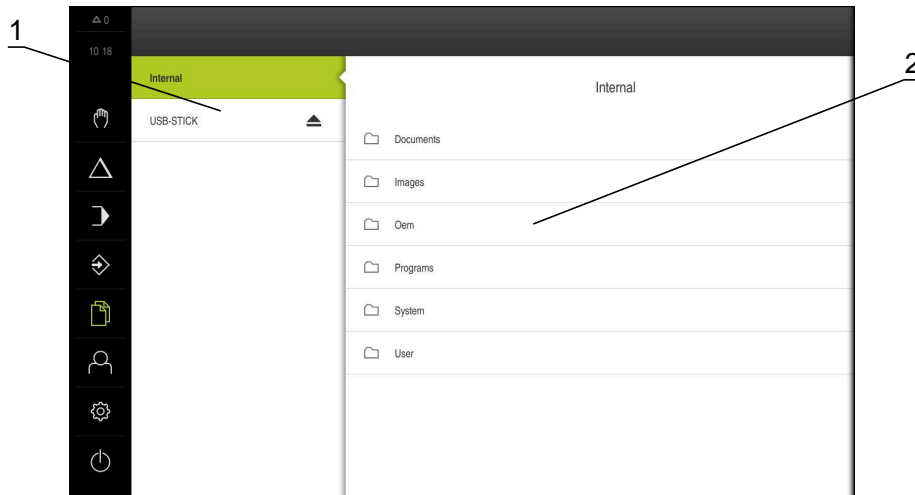 1
△ 0
10 18
2
Internal
USB-STICK
Internal
Documents
Images
Oem
Programs
System
User